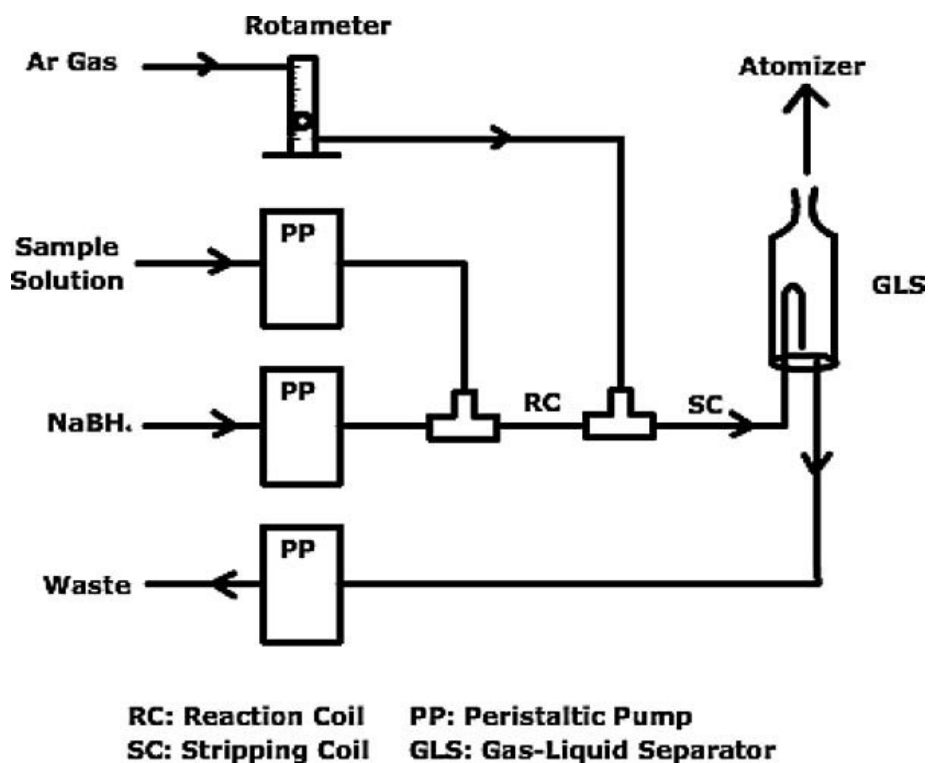 Rotameter
Ar Gas
Atomizer
PP
Sample
Solution
GLS
PP
NaBH₄
RC
SC
PP
Waste
RC: Reaction Coil PP: Peristaltic Pump
SC: Stripping Coil GLS: Gas-Liquid Separator